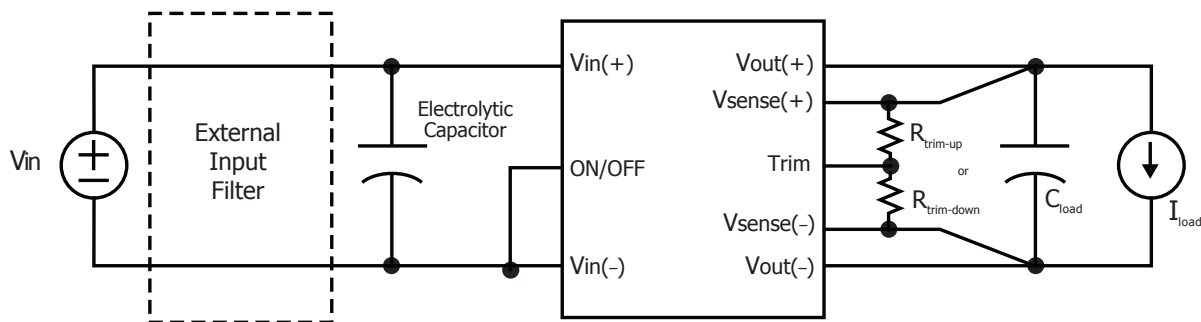 Vin
External
Input
Filter
Electrolytic
Capacitor
Vin(+)
ON/OFF
Vin(−)
Vout(+)
Vsense(+)
Trim
Vsense(−)
Vout(−)
Rtrim-up
or
Rtrim-down
Cload
Iload